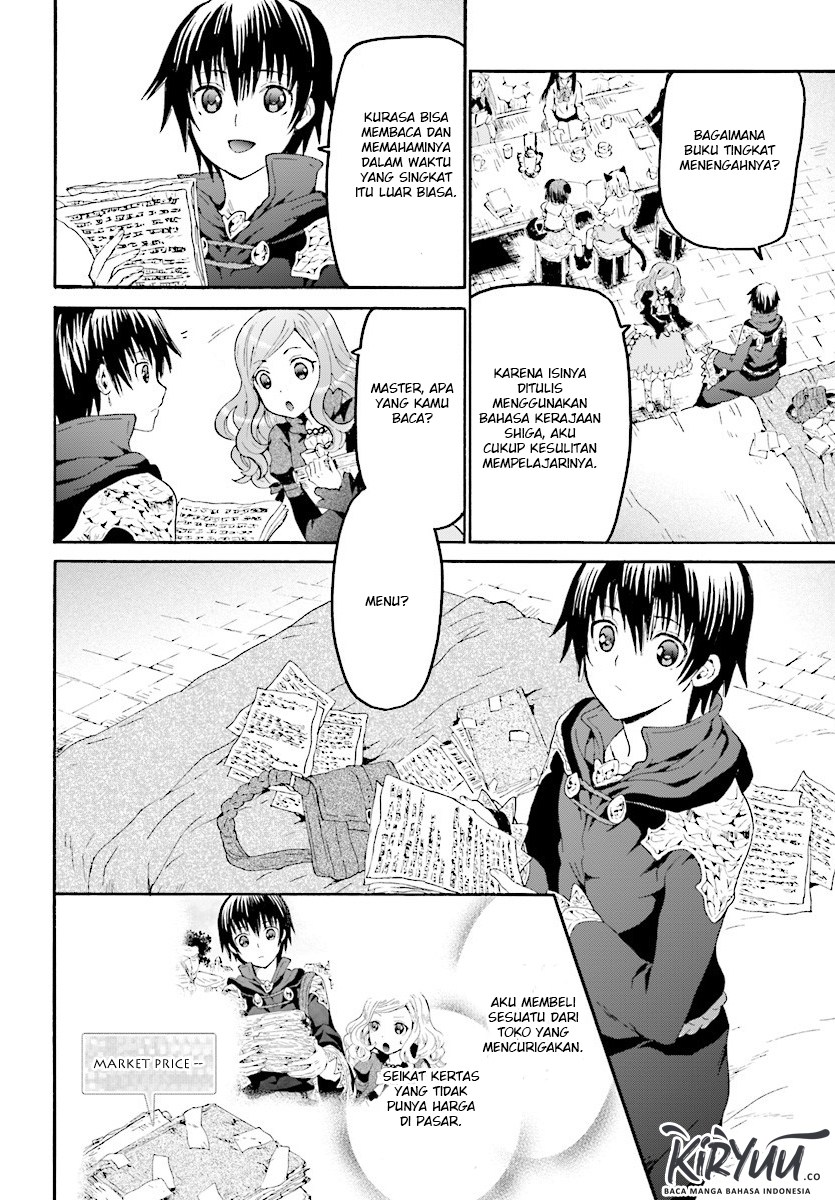 BAGAIMANA
BUKU TINGKAT
MENENGAHNYA?
KARENA ISINYA
DITULIS
MENGGUNAKAN
BAHASA KERAJAAN
SHIGA, AKU
CUKUP KESULITAN
MEMPELAJARINYA.
KURASA BISA
MEMBACA DAN
MEMAHAMINYA
DALAM WAKTU
YANG SINGKAT
ITU LUAR BIASA.
MASTER, APA
YANG KAMU
BACA?
MENU?
AKU MEMBELI
SESUATU DARI
TOKO YANG
MENCURIGAKAN.
SEIKAT KERTAS
YANG TIDAK
PUNYA HARGA
DI PASAR.
MARKET PRICE --
KIRYUU.CO
BACA MANGA BAHASA INDONESIA